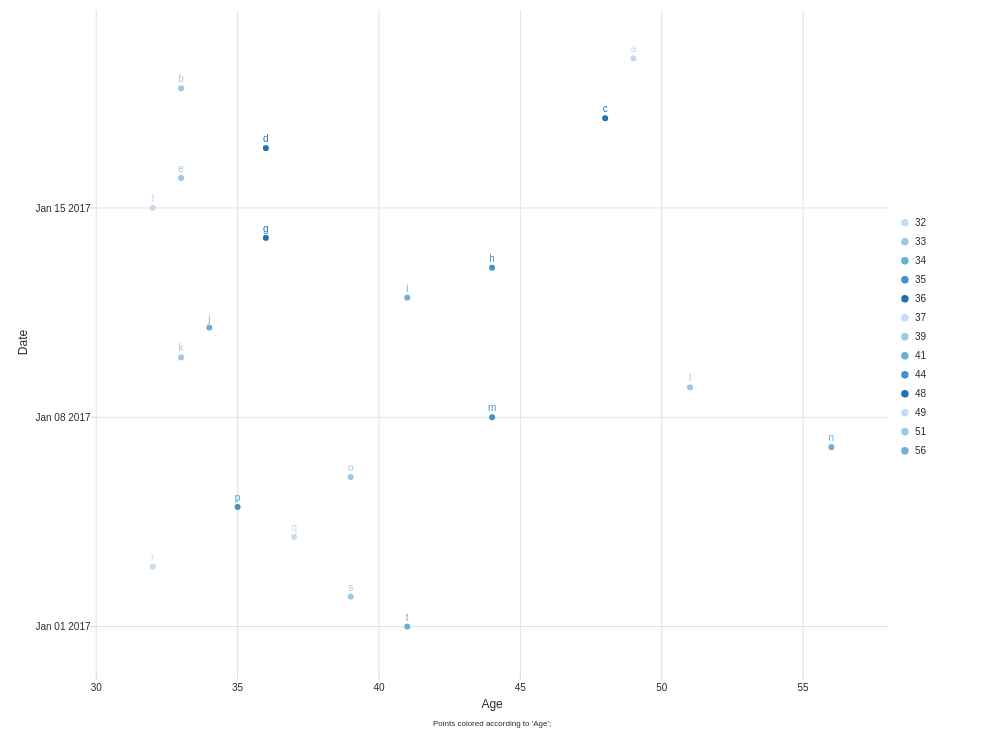 a
b
c
d
e
f
Jan 15 2017
g
h
i
j
k
l
Jan 08 2017
m
n
o
p
q
r
s
t
Jan 01 2017
Date
30 35 40 45 50 55
Age
Points colored according to 'Age';
32
33
34
35
36
37
39
41
44
48
49
51
56